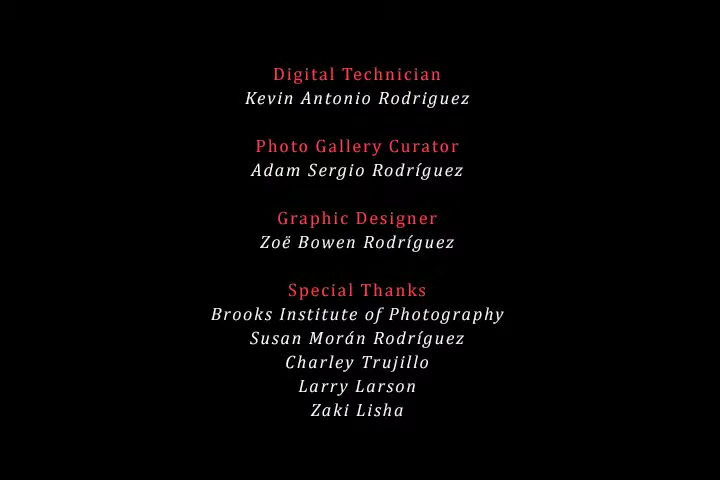 Digital Technician
Kevin Antonio Rodriguez
Photo Gallery Curator
Adam Sergio Rodríguez
Graphic Designer
Zoë Bowen Rodríguez
Special Thanks
Brooks Institute of Photography
Susan Morán Rodríguez
Charley Trujillo
Larry Larson
Zaki Lisha